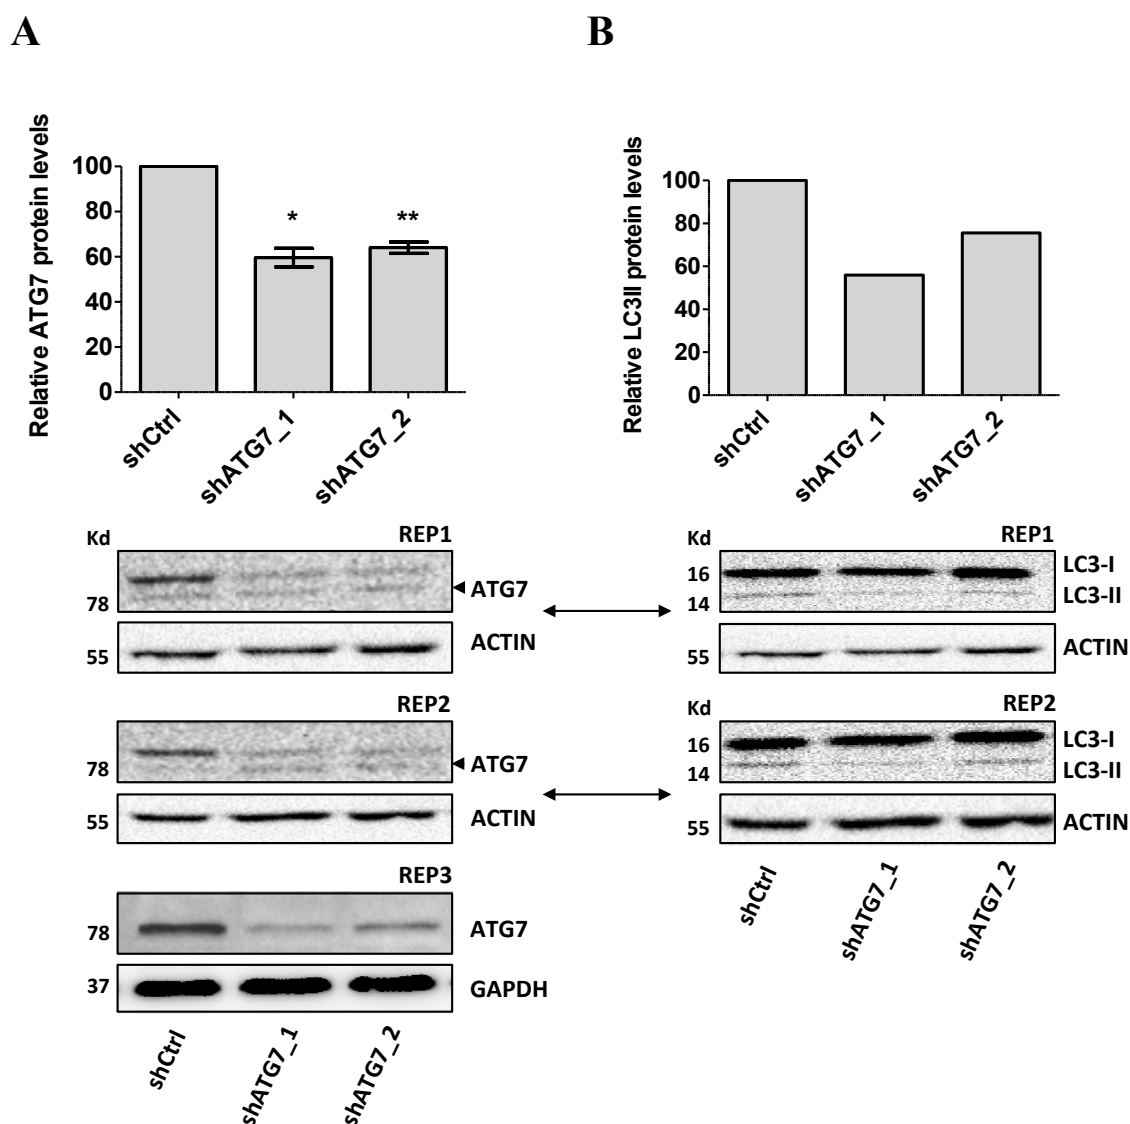 A
B
Relative ATG7 protein levels
100
80
60
40
20
0
*
**
shCtrl
shATG7_1
shATG7_2
Relative LC3II protein levels
100
80
60
40
20
0
shCtrl
shATG7_1
shATG7_2
Kd
REP1
78
ATG7
55
ACTIN
REP2
78
ATG7
55
ACTIN
REP3
78
ATG7
37
GAPDH
shCtrl
shATG7_1
shATG7_2
Kd
REP1
16
LC3-I
14
LC3-II
55
ACTIN
Kd
REP2
16
LC3-I
14
LC3-II
55
ACTIN
shCtrl
shATG7_1
shATG7_2